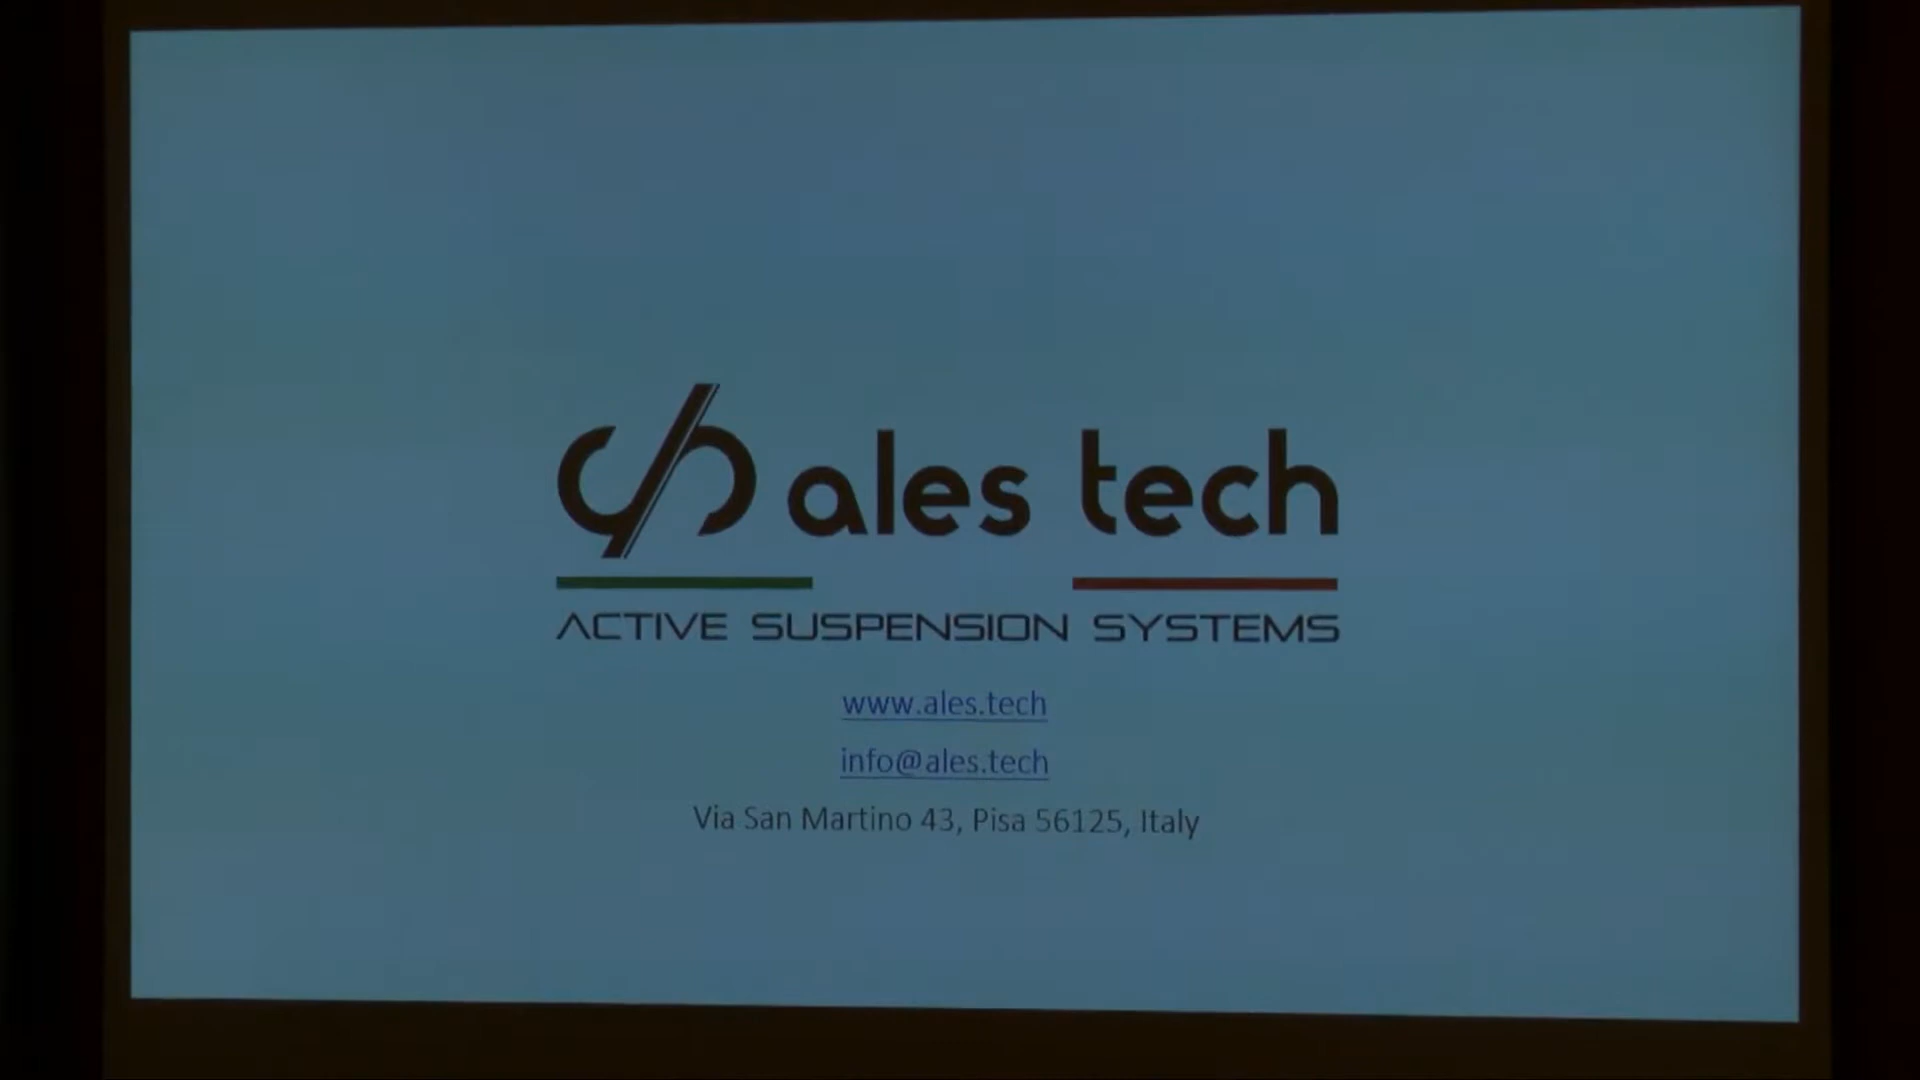 ales tech
ACTIVE SUSPENSION SYSTEMS
www.ales.tech
info@ales.tech
Via San Martino 43, Pisa 56125, Italy